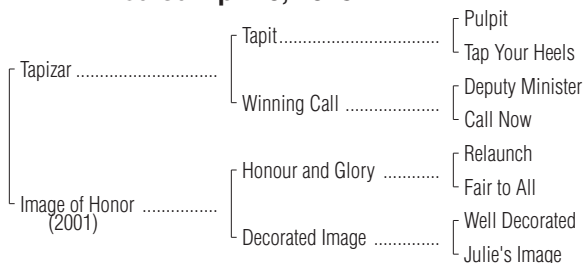 Pulpit
Tapit
Tap Your Heels
Tapizar
Deputy Minister
Winning Call
Call Now
Relaunch
Honour and Glory
Fair to All
Image of Honor
(2001)
Well Decorated
Decorated Image
Julie's Image